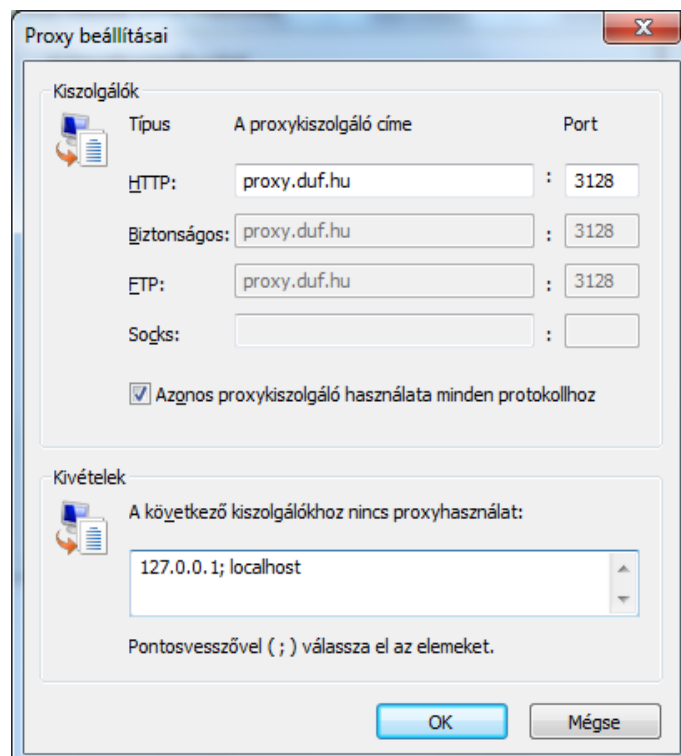 Proxy beállításai
Kiszolgálók
Típus A proxykiszolgáló címe Port
HTTP: proxy.duf.hu : 3128
Biztonságos: proxy.duf.hu : 3128
FTP: proxy.duf.hu : 3128
Socks: :
Azonos proxykiszolgáló használata minden protokollhoz
Kivételek
A következő kiszolgálókhoz nincs proxyhasználat:
127.0.0.1; localhost
Pontosvesszővel ( ; ) válassza el az elemeket.
OK Mégse